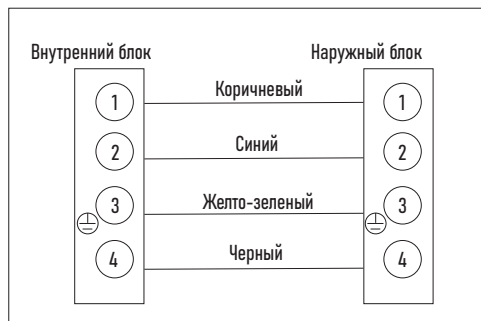 Внутренний блок Наружный блок
1 Коричневый 1
2 Синий 2
3 Желто-зеленый 3
4 Черный 4